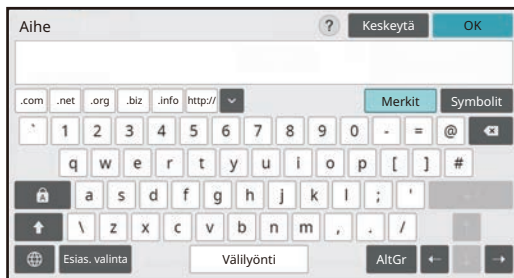 Aihe ? Keskeytä OK
.com .net .org .biz .info http:// Merkit Symbolit
` 1 2 3 4 5 6 7 8 9 0 - = @
q w e r t y u i o p [ ] #
A a s d f g h j k l ; '
\ z x c v b n m , . /
Esias. valinta Välilyönti AltGr